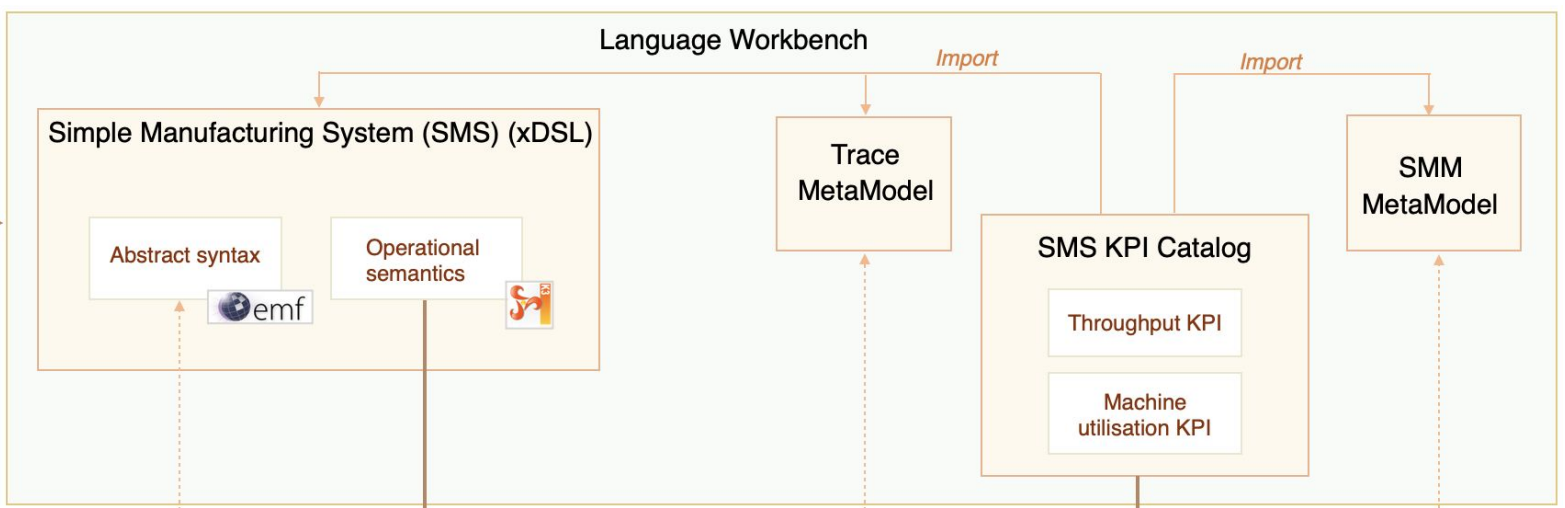 Language Workbench
Import
Import
Simple Manufacturing System (SMS) (xDSL)
Abstract syntax
emf
Operational
semantics
Trace
MetaModel
SMS KPI Catalog
Throughput KPI
Machine
utilisation KPI
SMM
MetaModel